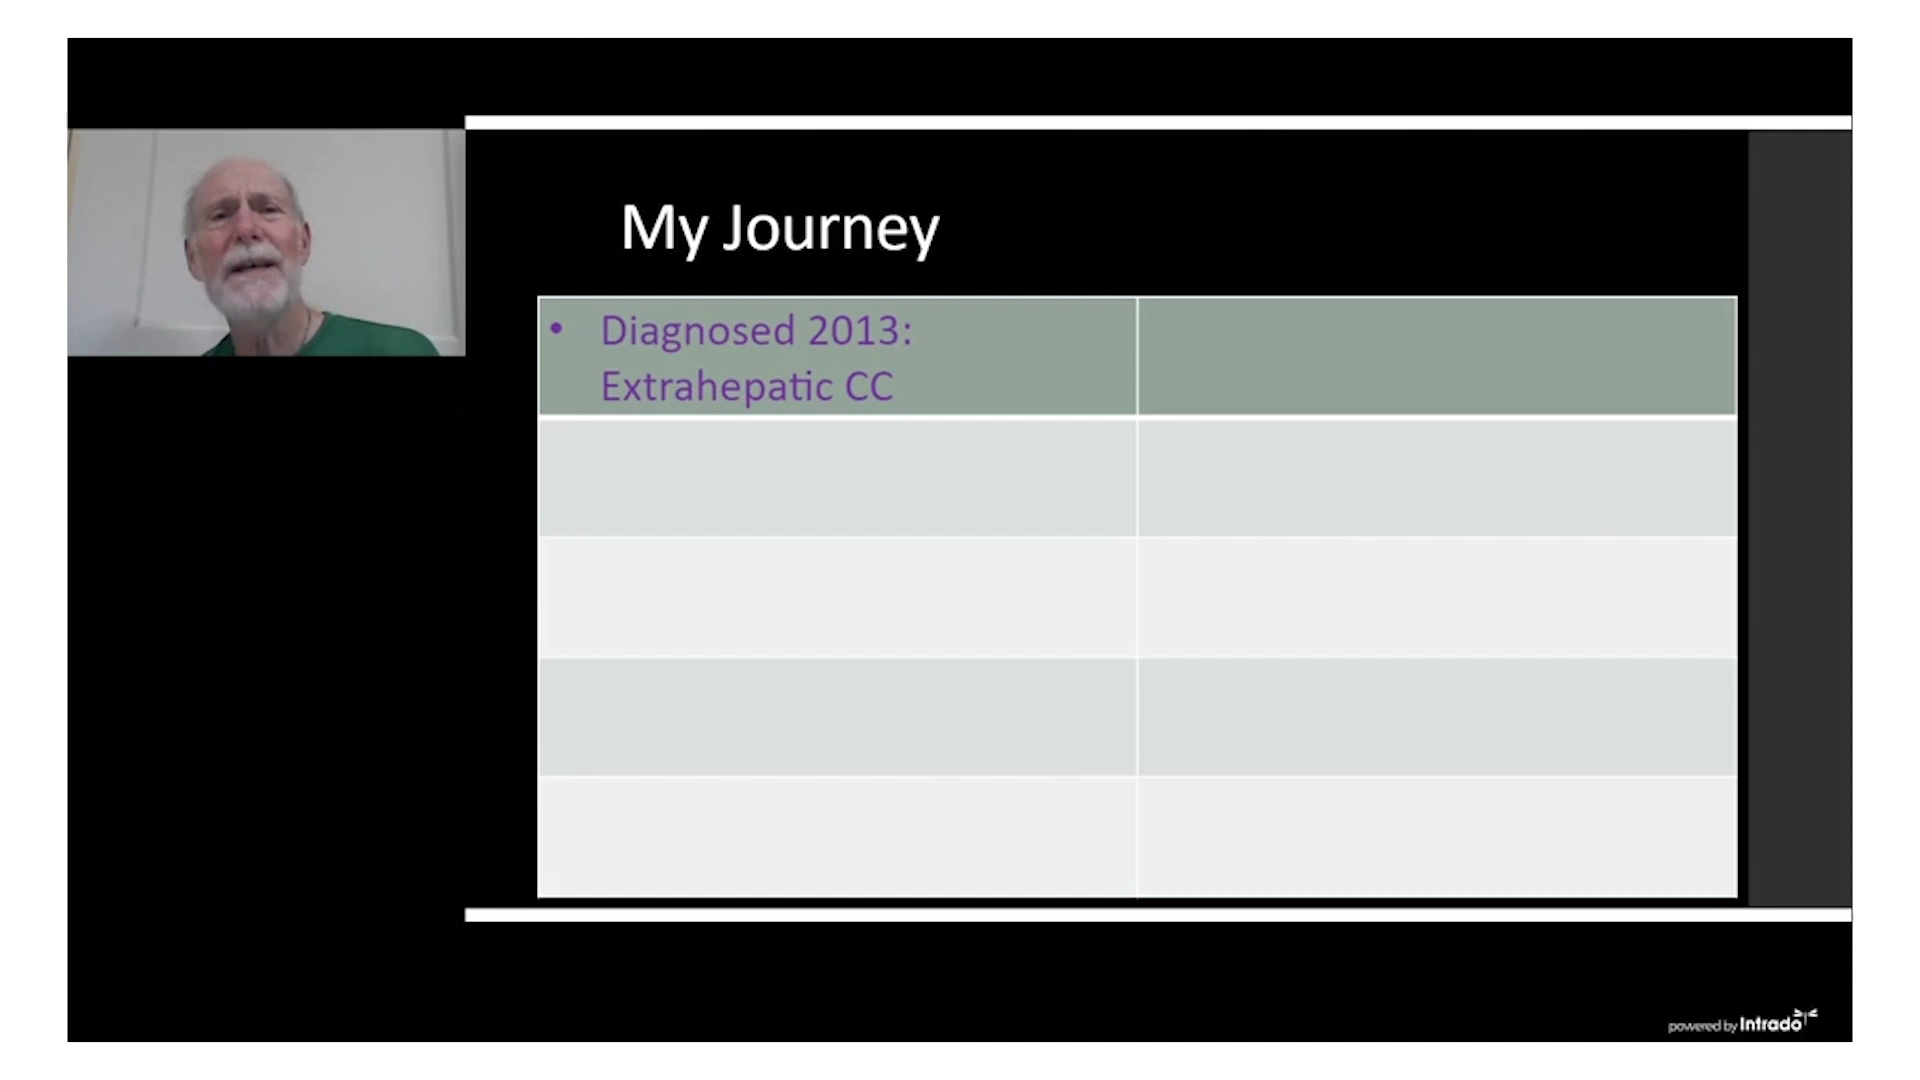 My Journey
• Diagnosed 2013:
Extrahepatic CC
powered by Intrado